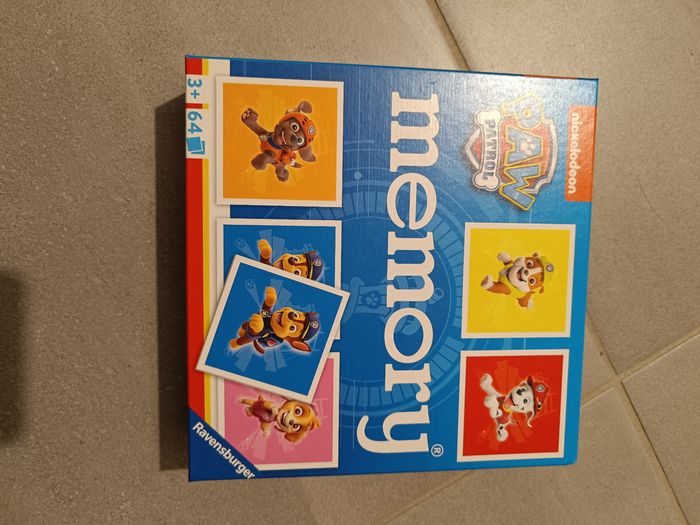 nickelodeon
PAW
PATROL
memory®
3+ 64
Ravensburger